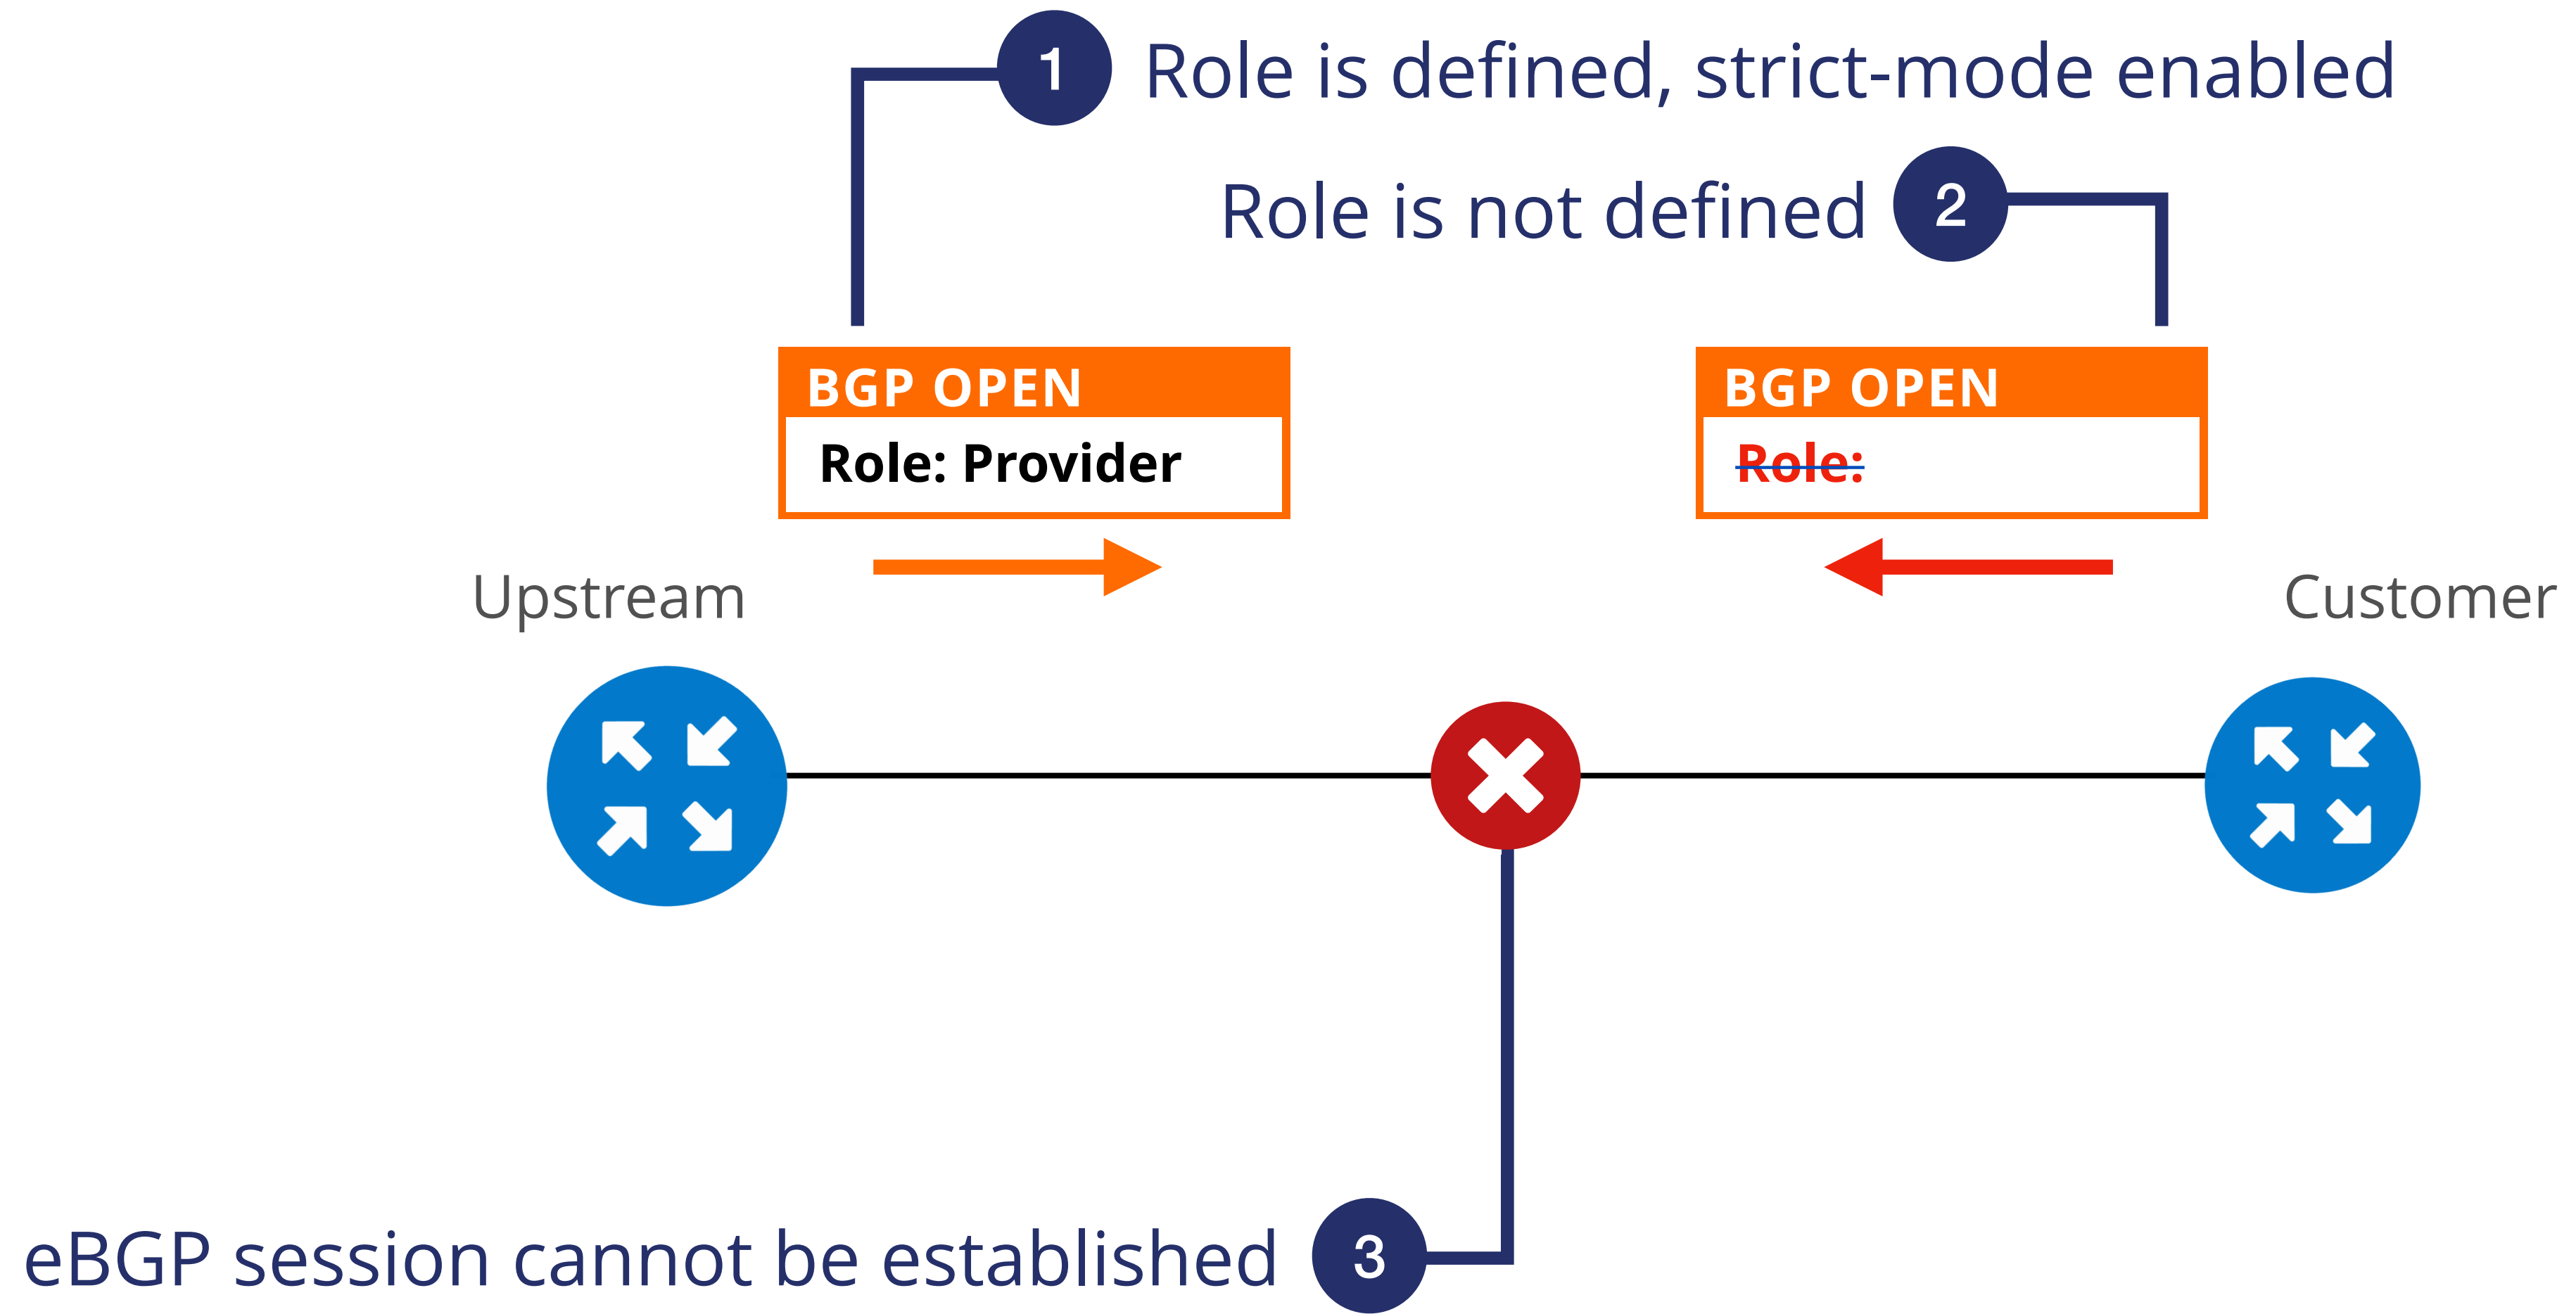 1 Role is defined, strict-mode enabled
Role is not defined 2
BGP OPEN
Role: Provider
BGP OPEN
Role:
Upstream
Customer
eBGP session cannot be established 3